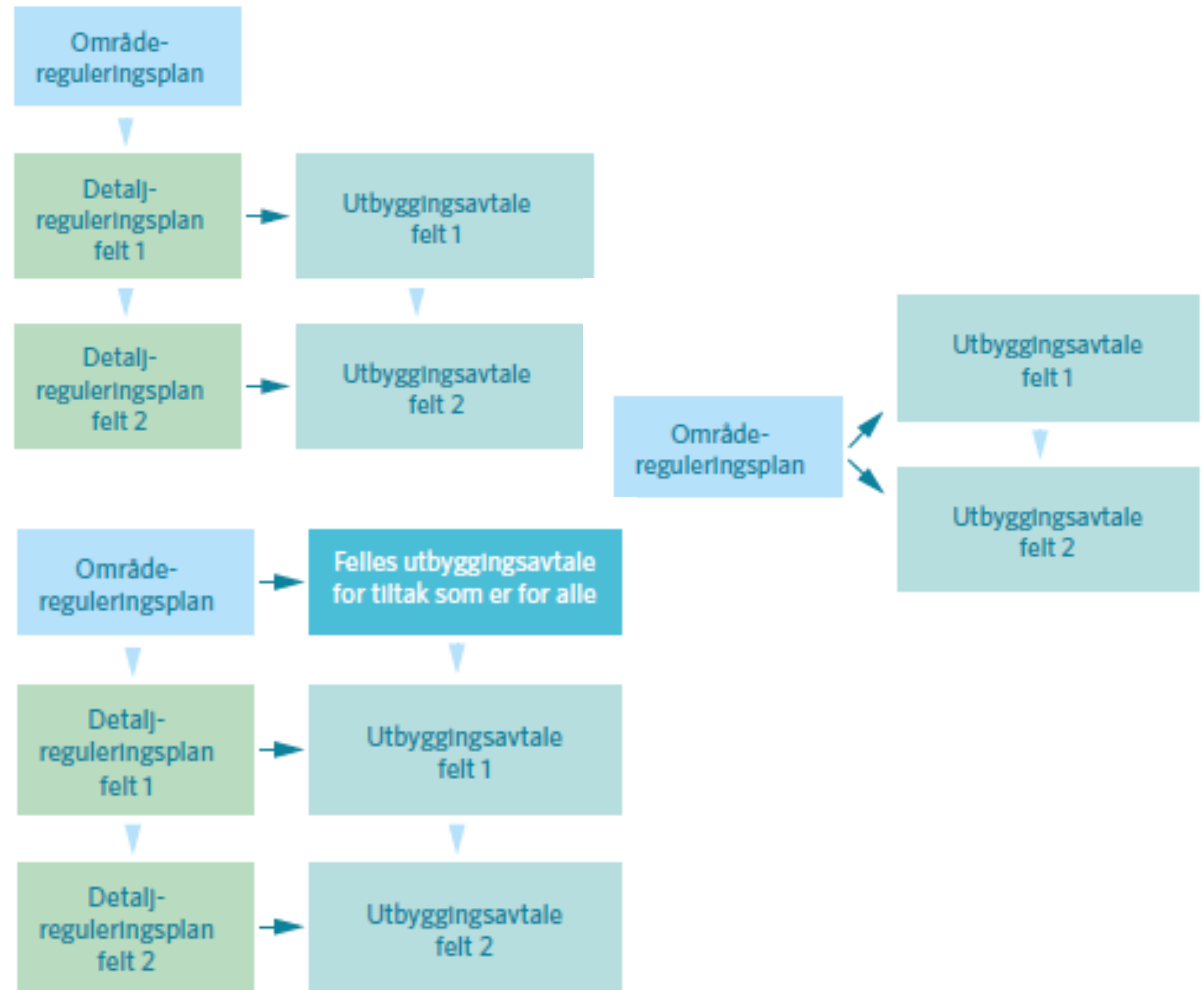 Område-
reguleringsplan
Detalj-
reguleringsplan
felt 1
Utbyggingsavtale
felt 1
Detalj-
reguleringsplan
felt 2
Utbyggingsavtale
felt 2
Område-
reguleringsplan
Utbyggingsavtale
felt 1
Utbyggingsavtale
felt 2
Område-
reguleringsplan
Felles utbyggingsavtale
for tiltak som er for alle
Detalj-
reguleringsplan
felt 1
Utbyggingsavtale
felt 1
Detalj-
reguleringsplan
felt 2
Utbyggingsavtale
felt 2